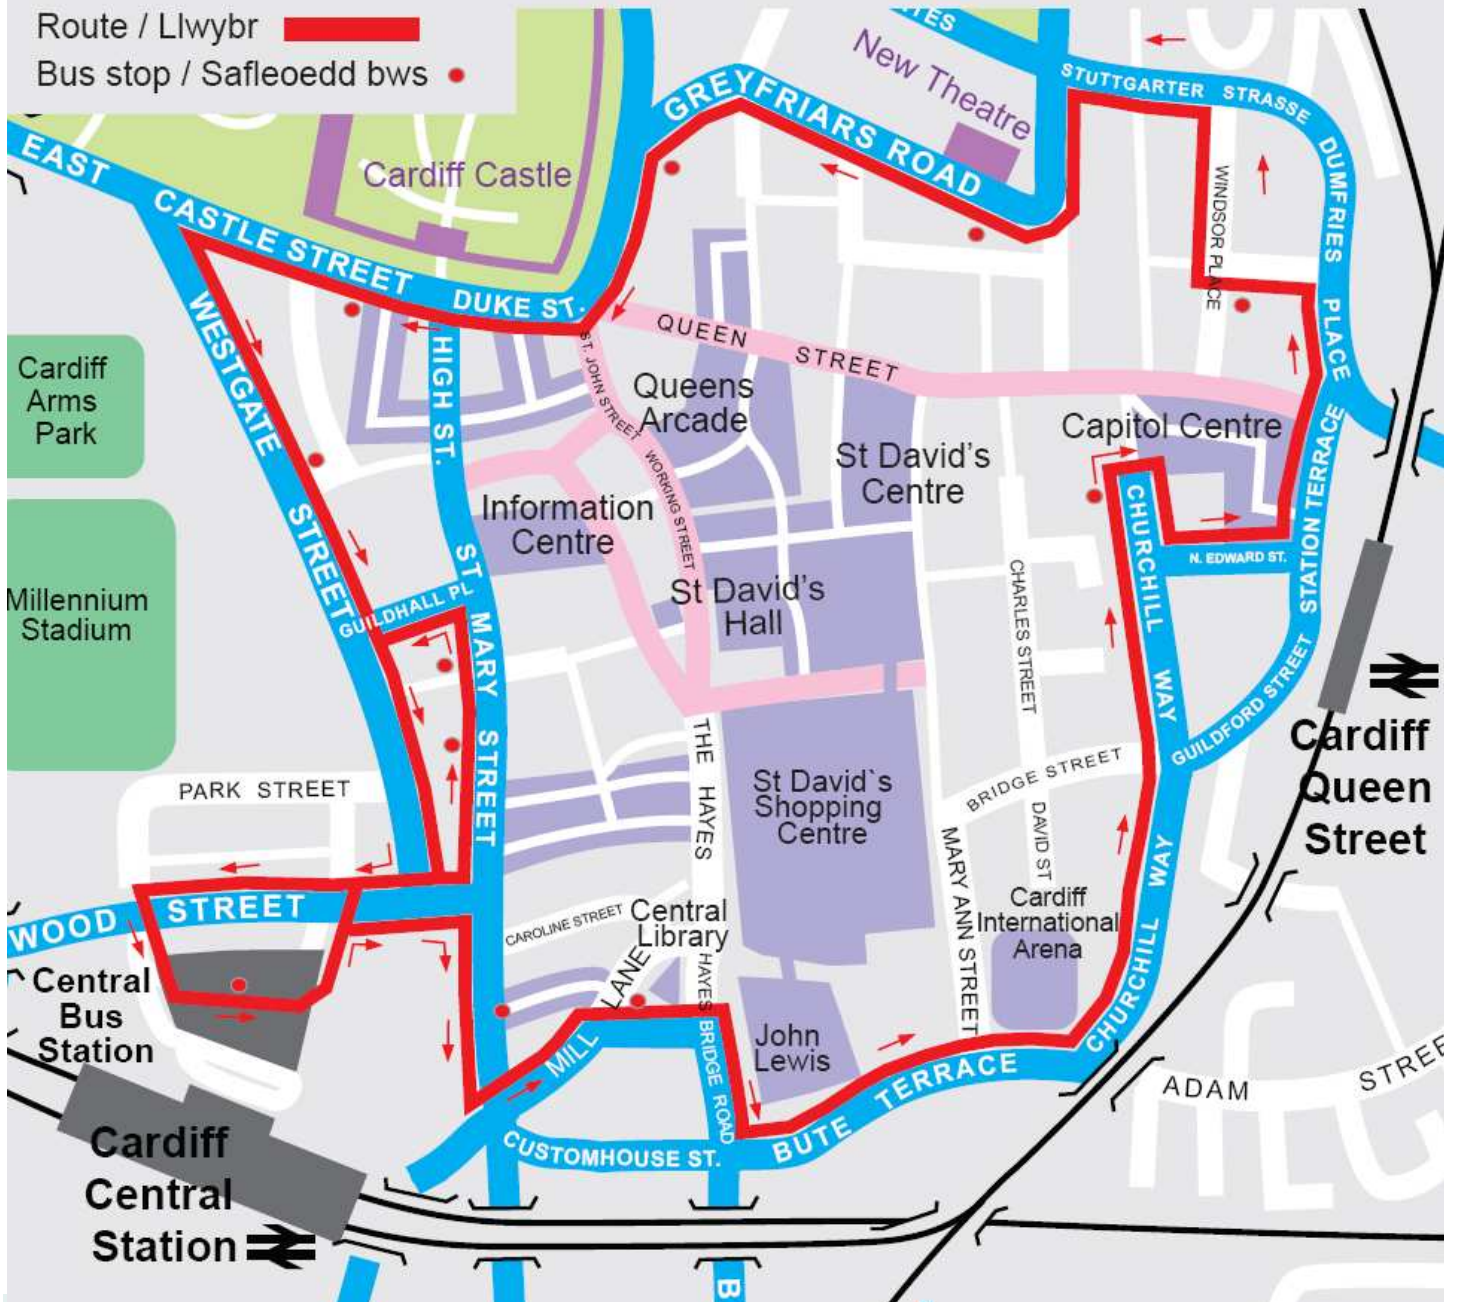 Route / Llwybr
Bus stop / Safleoedd bws
EAST
CASTLE STREET
DUKE ST.
Cardiff Castle
GREYFRIARS ROAD
New Theatre
STUTTGARTER STRASSE
DUMFRIES PLACE
WINDSOR PLACE
WESTGATE
STREET
HIGH ST.
ST. JOHN STREET
QUEEN STREET
Cardiff
Arms
Park
Queens
Arcade
Capitol Centre
St David's
Centre
WORKING STREET
Information
Centre
CHURCHILL WAY
N. EDWARD ST.
STATION TERRACE
Millennium
Stadium
GUILDHALL PL
ST. MARY STREET
St David's
Hall
CHARLES STREET
GUILDFORD STREET
Cardiff
Queen
Street
PARK STREET
THE HAYES
St David`s
Shopping
Centre
BRIDGE STREET
DAVID ST
MARY ANN STREET
CHURCHILL WAY
WOOD STREET
CAROLINE STREET
Central
Library
Cardiff
International
Arena
Central
Bus
Station
MILL
LANE
HAYES BRIDGE ROAD
John
Lewis
BUTE TERRACE
ADAM
CUSTOMHOUSE ST.
Cardiff
Central
Station
B